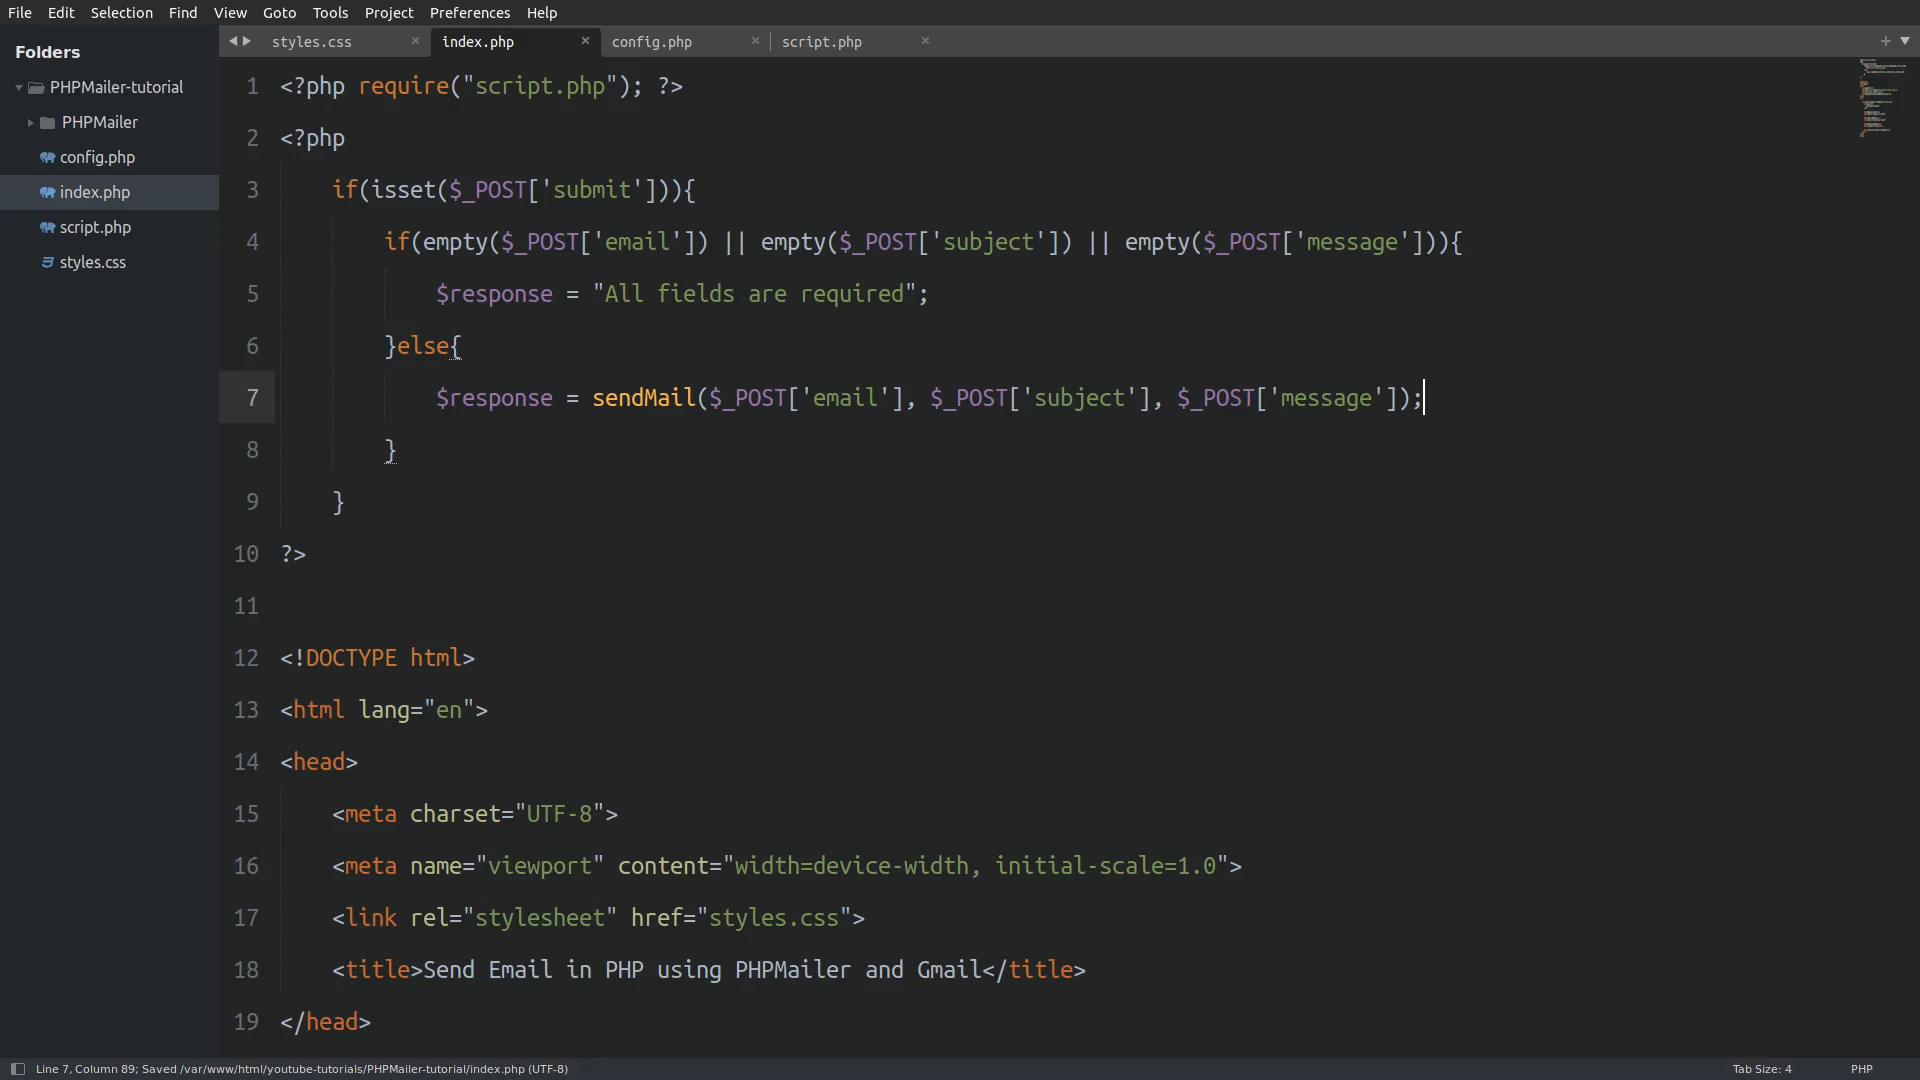 File Edit Selection Find View Goto Tools Project Preferences Help
Folders
PHPMailer-tutorial
PHPMailer
config.php
index.php
script.php
styles.css
styles.css × index.php × config.php × script.php ×
1 <?php require("script.php"); ?>
2 <?php
3 if(isset($_POST['submit'])){
4 if(empty($_POST['email']) || empty($_POST['subject']) || empty($_POST['message'])){
5 $response = "All fields are required";
6 }else{
7 $response = sendMail($_POST['email'], $_POST['subject'], $_POST['message']);
8 }
9 }
10 ?>
11
12 <!DOCTYPE html>
13 <html lang="en">
14 <head>
15 <meta charset="UTF-8">
16 <meta name="viewport" content="width=device-width, initial-scale=1.0">
17 <link rel="stylesheet" href="styles.css">
18 <title>Send Email in PHP using PHPMailer and Gmail</title>
19 </head>
Line 7, Column 89; Saved /var/www/html/youtube-tutorials/PHPMailer-tutorial/index.php (UTF-8) Tab Size: 4 PHP